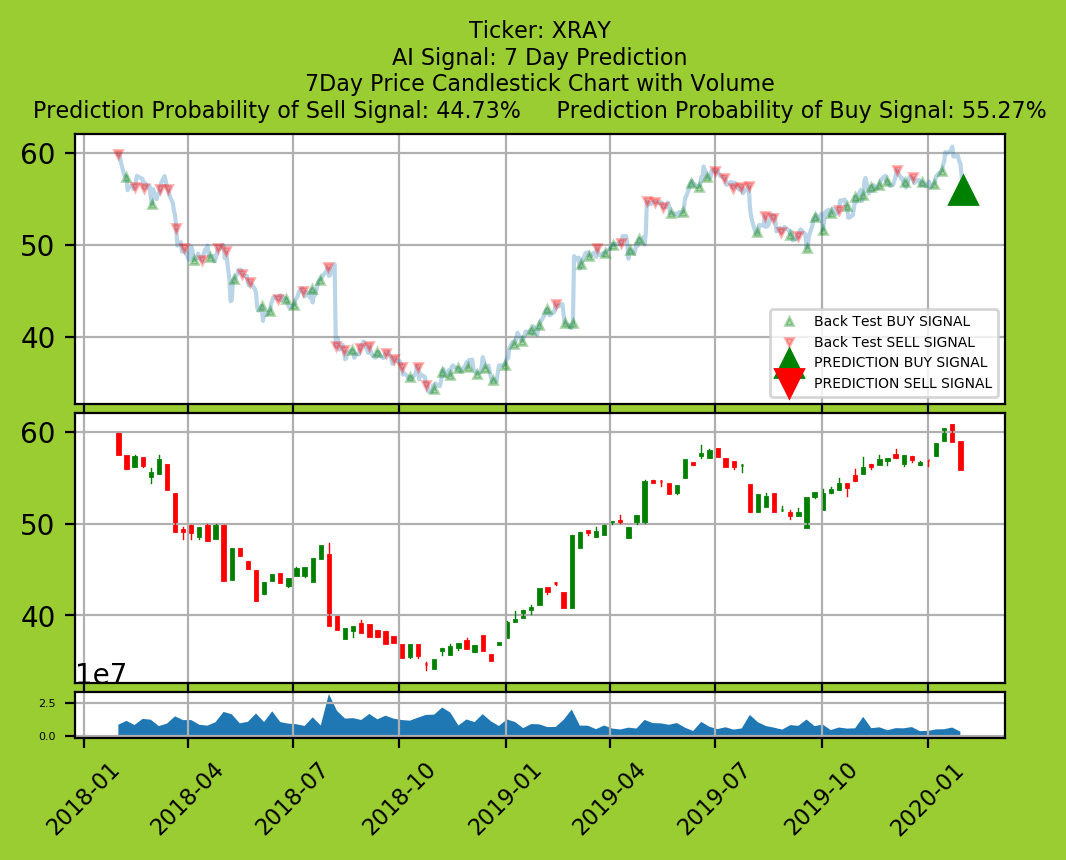 Ticker: XRAY
AI Signal: 7 Day Prediction
7Day Price Candlestick Chart with Volume
Prediction Probability of Sell Signal: 44.73% Prediction Probability of Buy Signal: 55.27%
60
50
40
Back Test BUY SIGNAL
Back Test SELL SIGNAL
PREDICTION BUY SIGNAL
PREDICTION SELL SIGNAL
60
50
40
1e7
2.5
0.0
2018-01 2018-04 2018-07 2018-10 2019-01 2019-04 2019-07 2019-10 2020-01